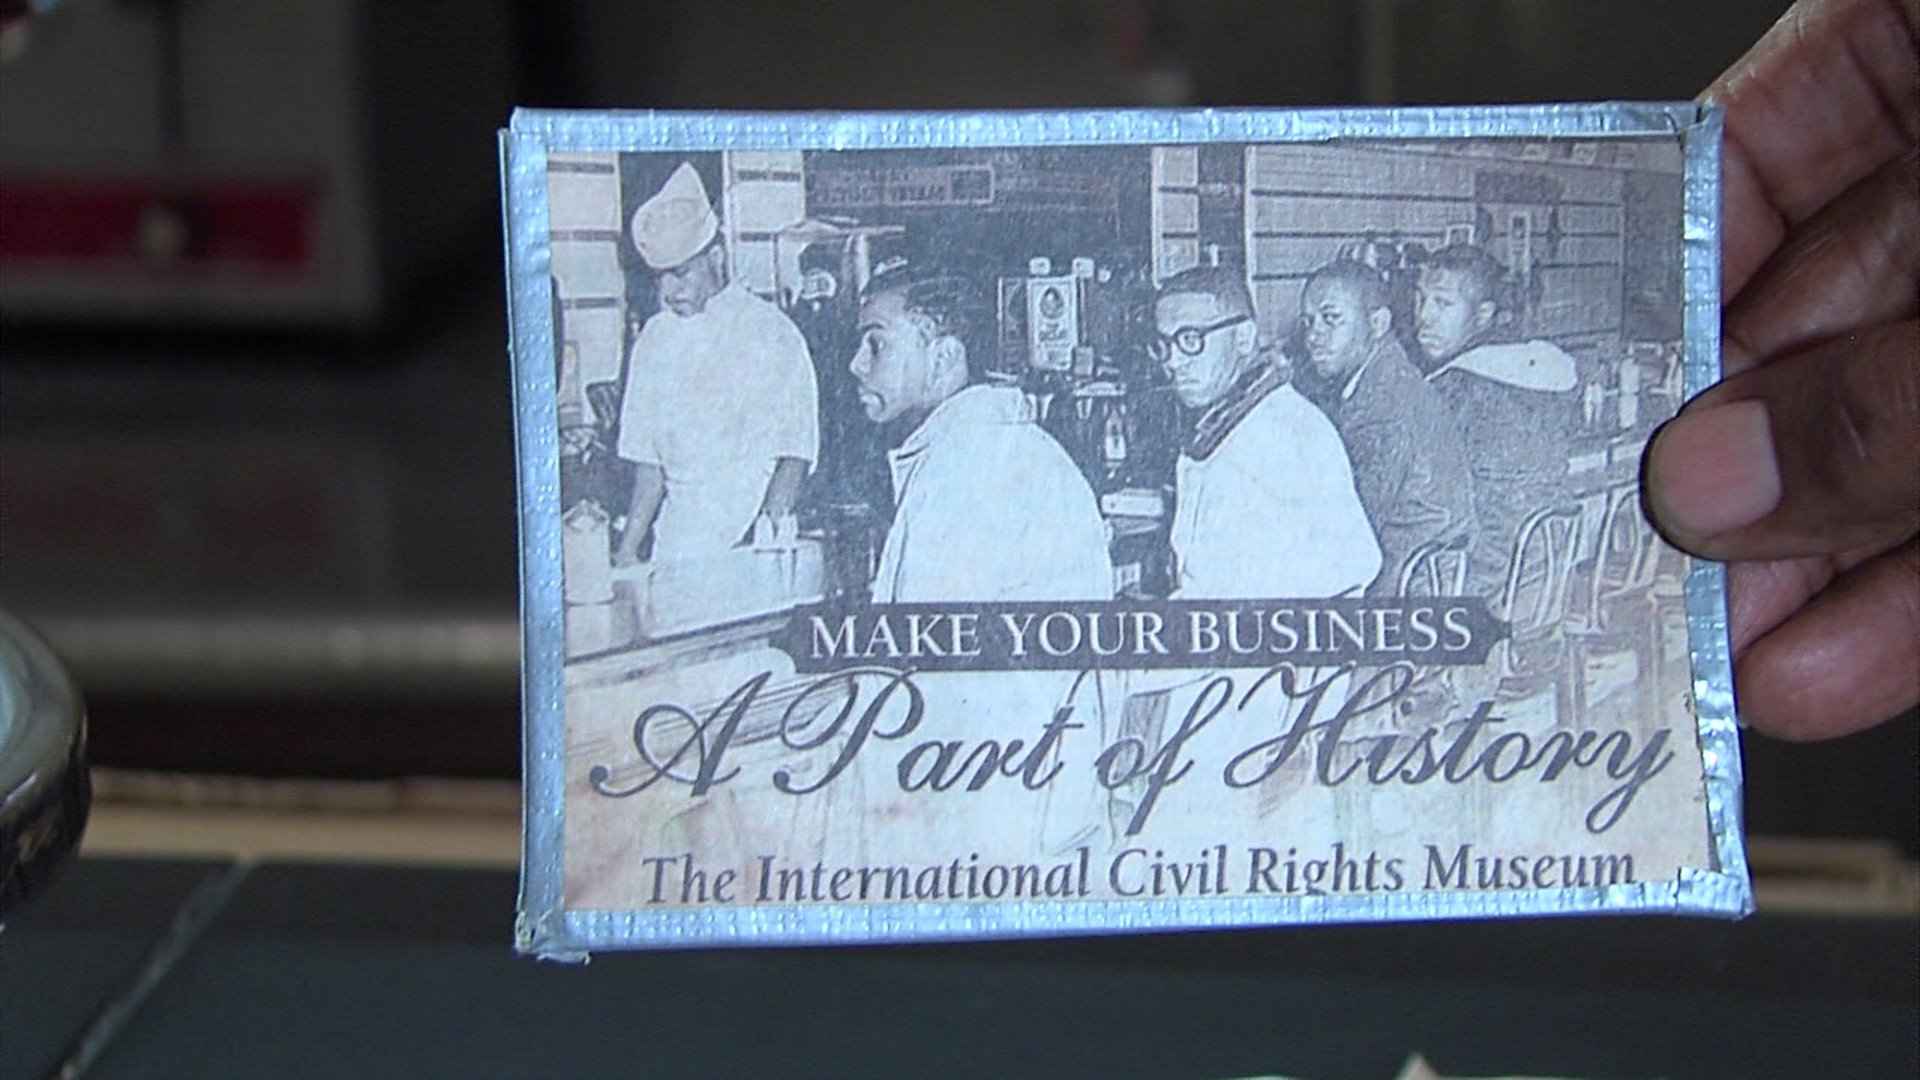 MAKE YOUR BUSINESS
A Part of History
The International Civil Rights Museum